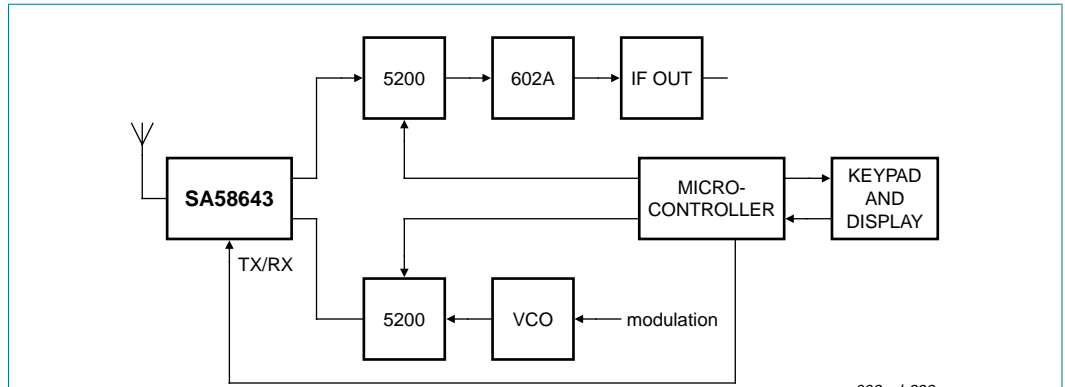 5200
602A
IF OUT
SA58643
MICRO-
CONTROLLER
KEYPAD
AND
DISPLAY
TX/RX
5200
VCO
modulation